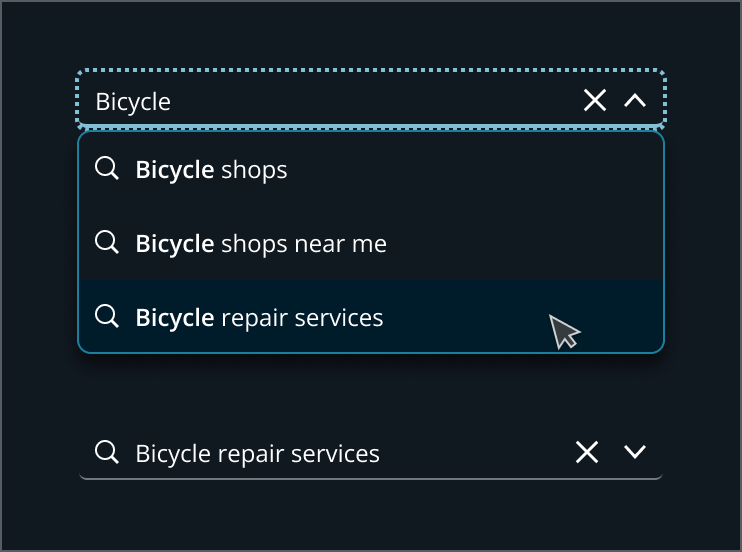 Bicycle
Bicycle shops
Bicycle shops near me
Bicycle repair services
Bicycle repair services